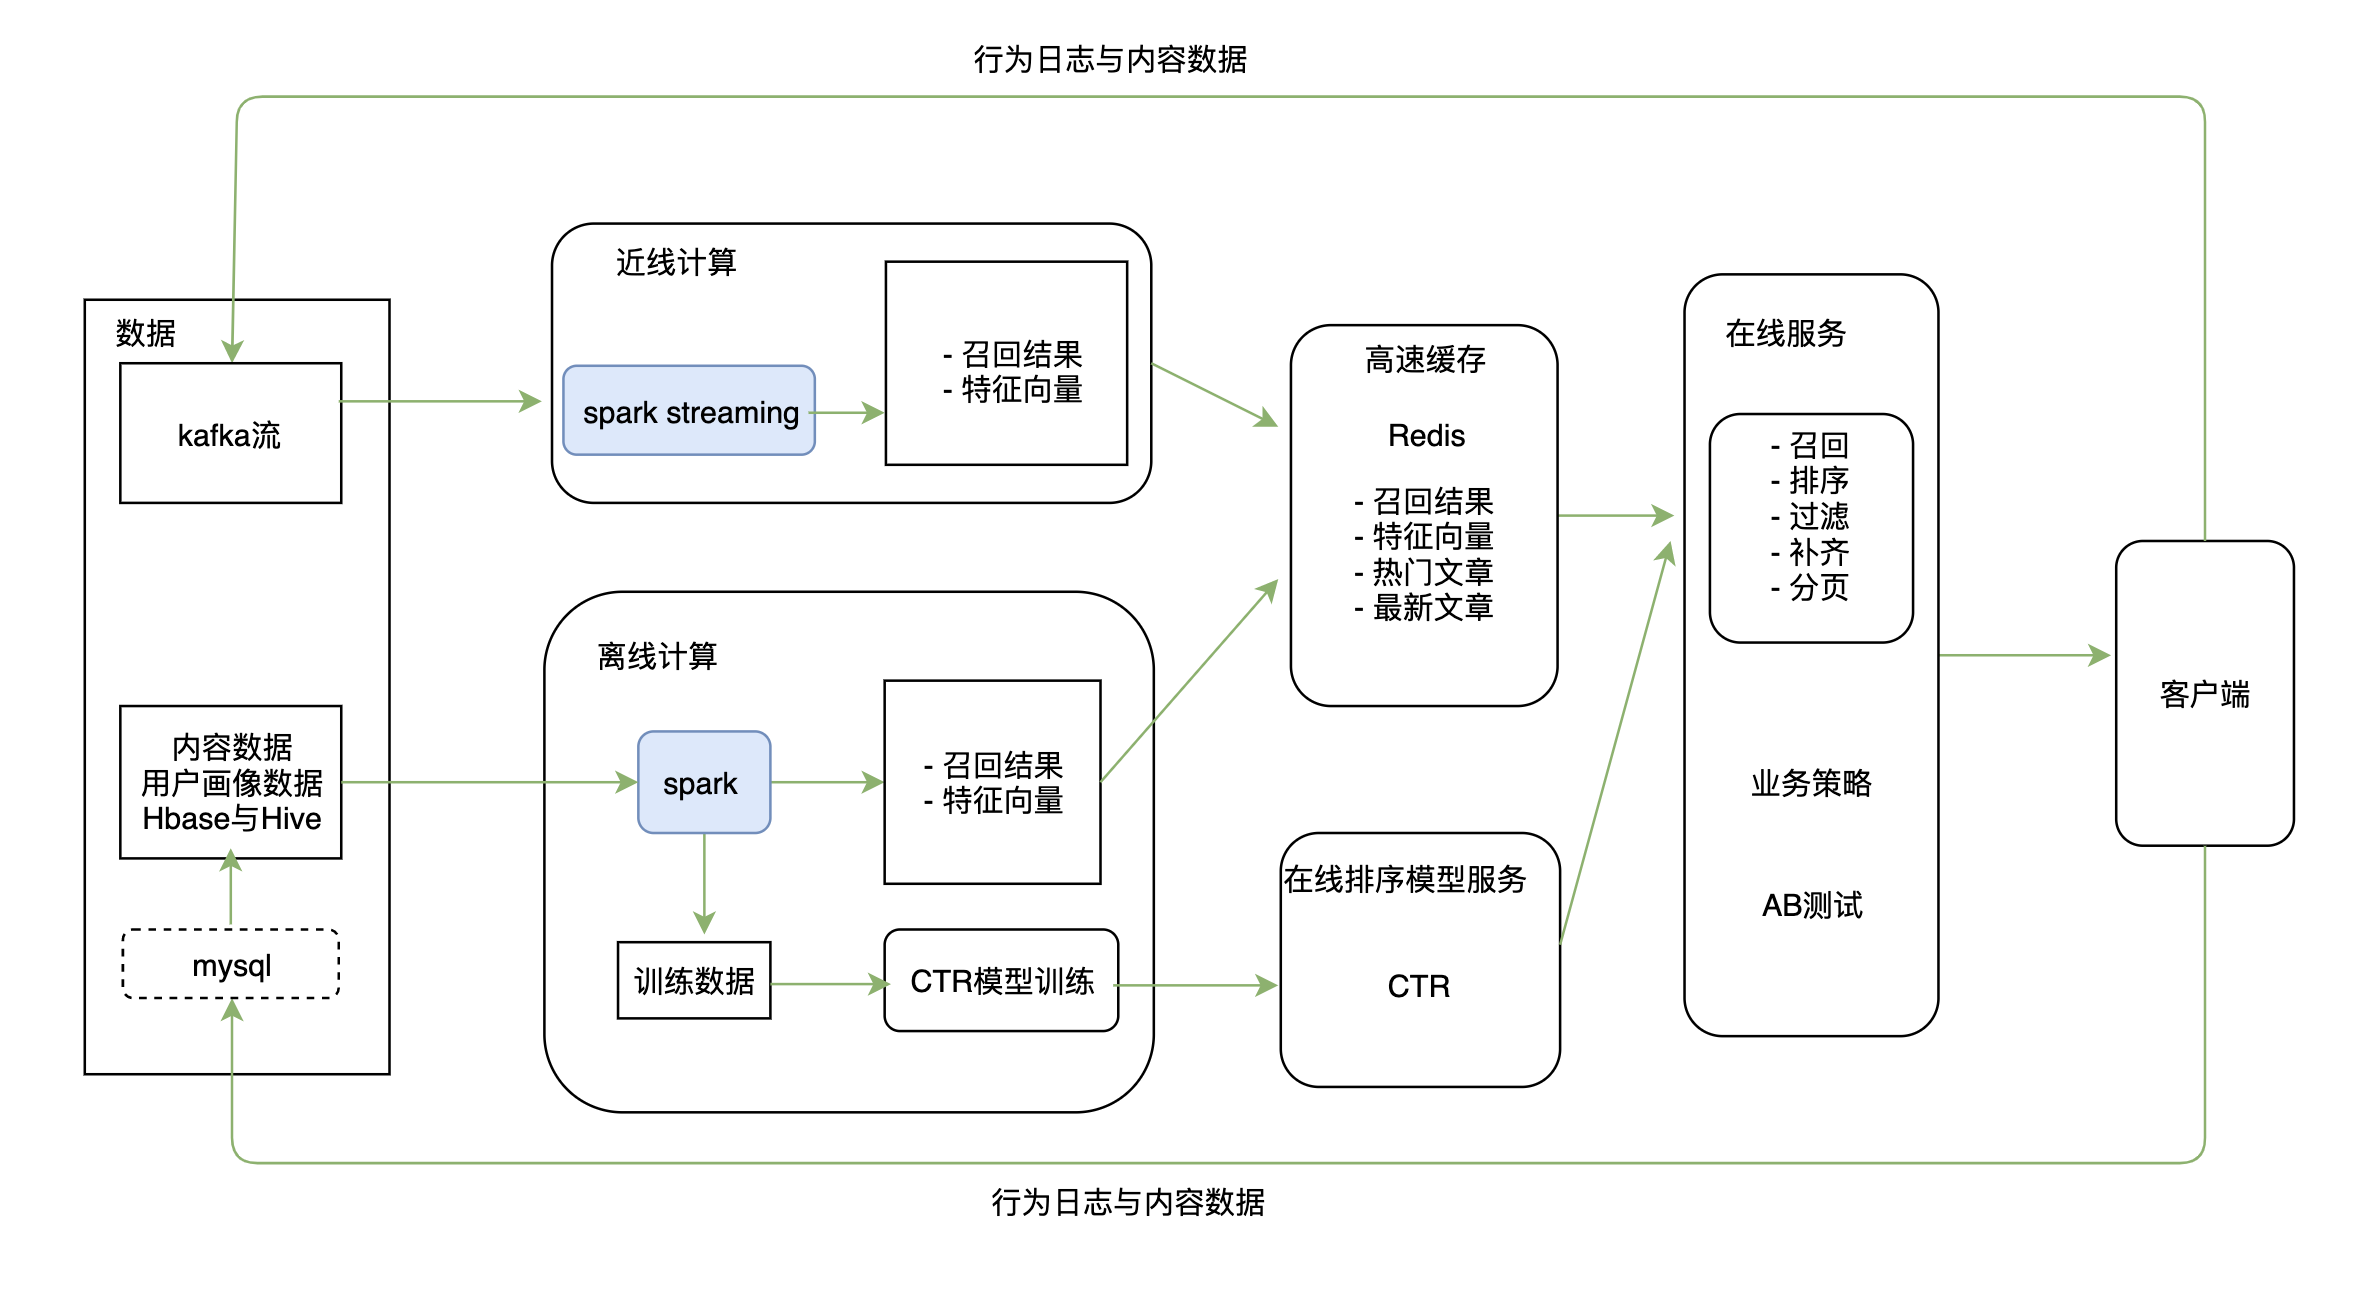 行为日志与内容数据
数据
kafka流
内容数据
用户画像数据
Hbase与Hive
mysql
近线计算
spark streaming
- 召回结果
- 特征向量
离线计算
spark
- 召回结果
- 特征向量
训练数据
CTR模型训练
高速缓存
Redis
- 召回结果
- 特征向量
- 热门文章
- 最新文章
在线排序模型服务
CTR
在线服务
- 召回
- 排序
- 过滤
- 补齐
- 分页
业务策略
AB测试
客户端
行为日志与内容数据